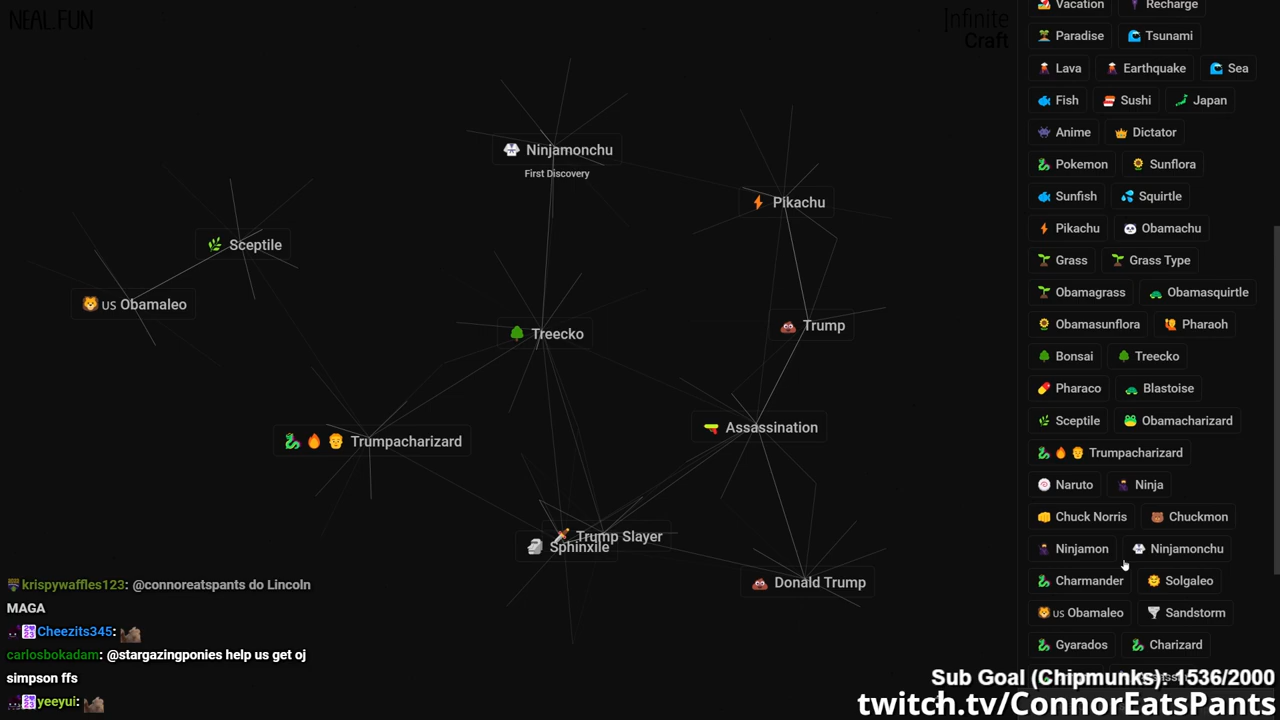 NEAL.FUN
Infinite
Craft
Ninjamonchu
First Discovery
Pikachu
Sceptile
US Obamaleo
Treecko
Trump
Assassination
Trumpacharizard
Trump Slayer
Sphinxile
Donald Trump
Vacation Recharge
Paradise Tsunami
Lava Earthquake Sea
Fish Sushi Japan
Anime Dictator
Pokemon Sunflora
Sunfish Squirtle
Pikachu Obamachu
Grass Grass Type
Obamagrass Obamasquirtle
Obamasunflora Pharaoh
Bonsai Treecko
Pharaco Blastoise
Sceptile Obamacharizard
Trumpacharizard
Naruto Ninja
Chuck Norris Chuckmon
Ninjamon Ninjamonchu
Charmander Solgaleo
US Obamaleo Sandstorm
Gyarados Charizard
krispywaffles123: @connoreatspants do Lincoln
MAGA
Cheezits345:
carlosbokadam: @stargazingponies help us get oj
simpson ffs
yeeyui:
Sub Goal (Chipmunks): 1536/2000
twitch.tv/ConnorEatsPants